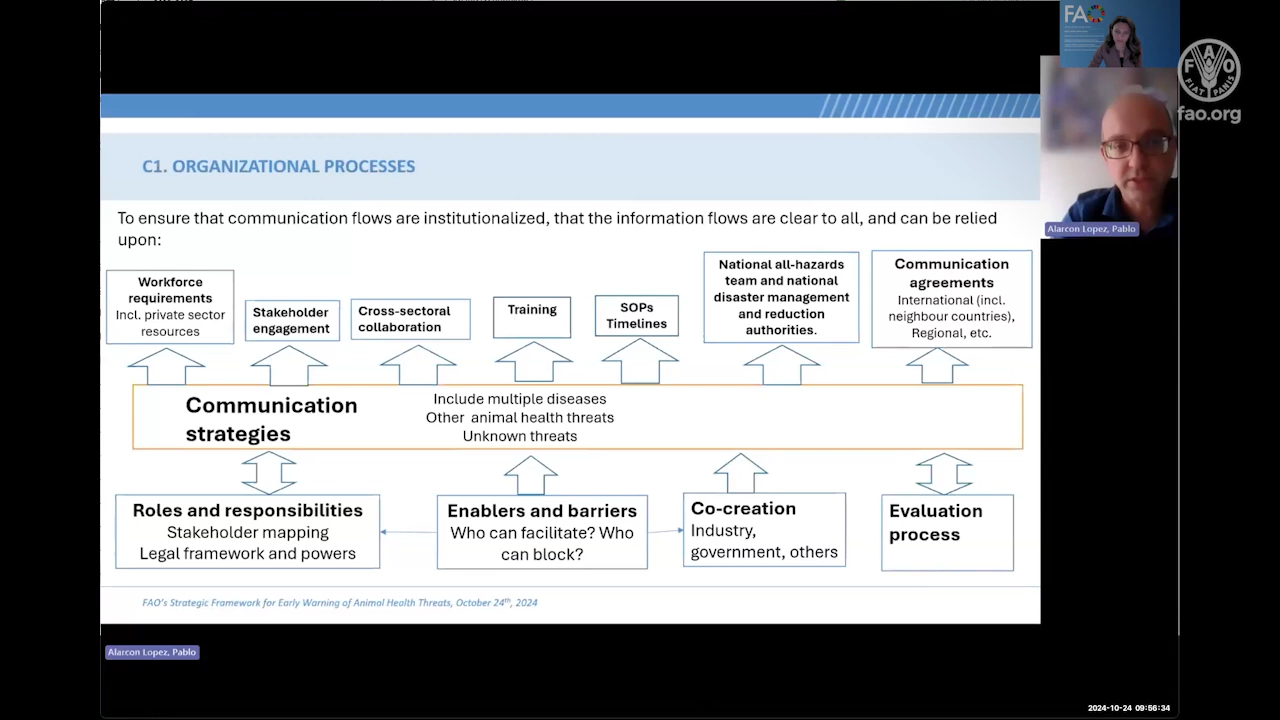 FAO
FAO
FIAT PANIS
fao.org
Alarcon Lopez, Pablo
C1. ORGANIZATIONAL PROCESSES
To ensure that communication flows are institutionalized, that the information flows are clear to all, and can be relied
upon:
Workforce
requirements
Incl. private sector
resources
Stakeholder
engagement
Cross-sectoral
collaboration
Training
SOPs
Timelines
National all-hazards
team and national
disaster management
and reduction
authorities.
Communication
agreements
International (incl.
neighbour countries),
Regional, etc.
Communication
strategies
Include multiple diseases
Other animal health threats
Unknown threats
Roles and responsibilities
Stakeholder mapping
Legal framework and powers
Enablers and barriers
Who can facilitate? Who
can block?
Co-creation
Industry,
government, others
Evaluation
process
FAO's Strategic Framework for Early Warning of Animal Health Threats, October 24th, 2024
Alarcon Lopez, Pablo
2024-10-24 09:56:34